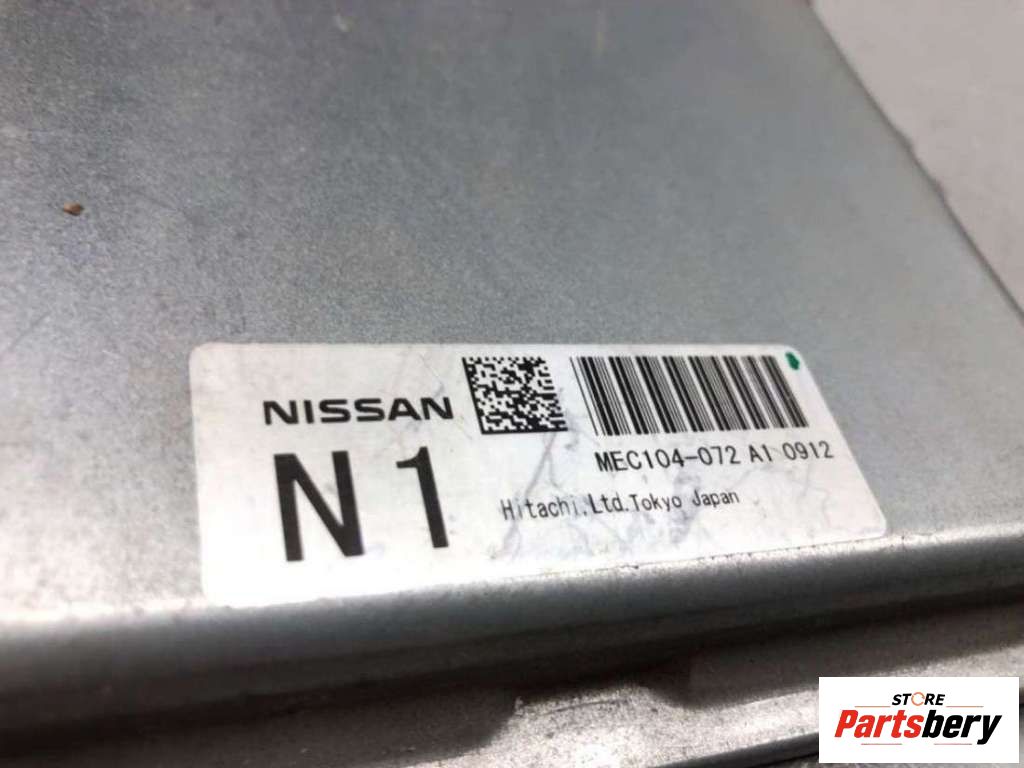 NISSAN
N1
MEC104-072 A1 0912
Hitachi,Ltd.Tokyo Japan
STORE
Partsbery